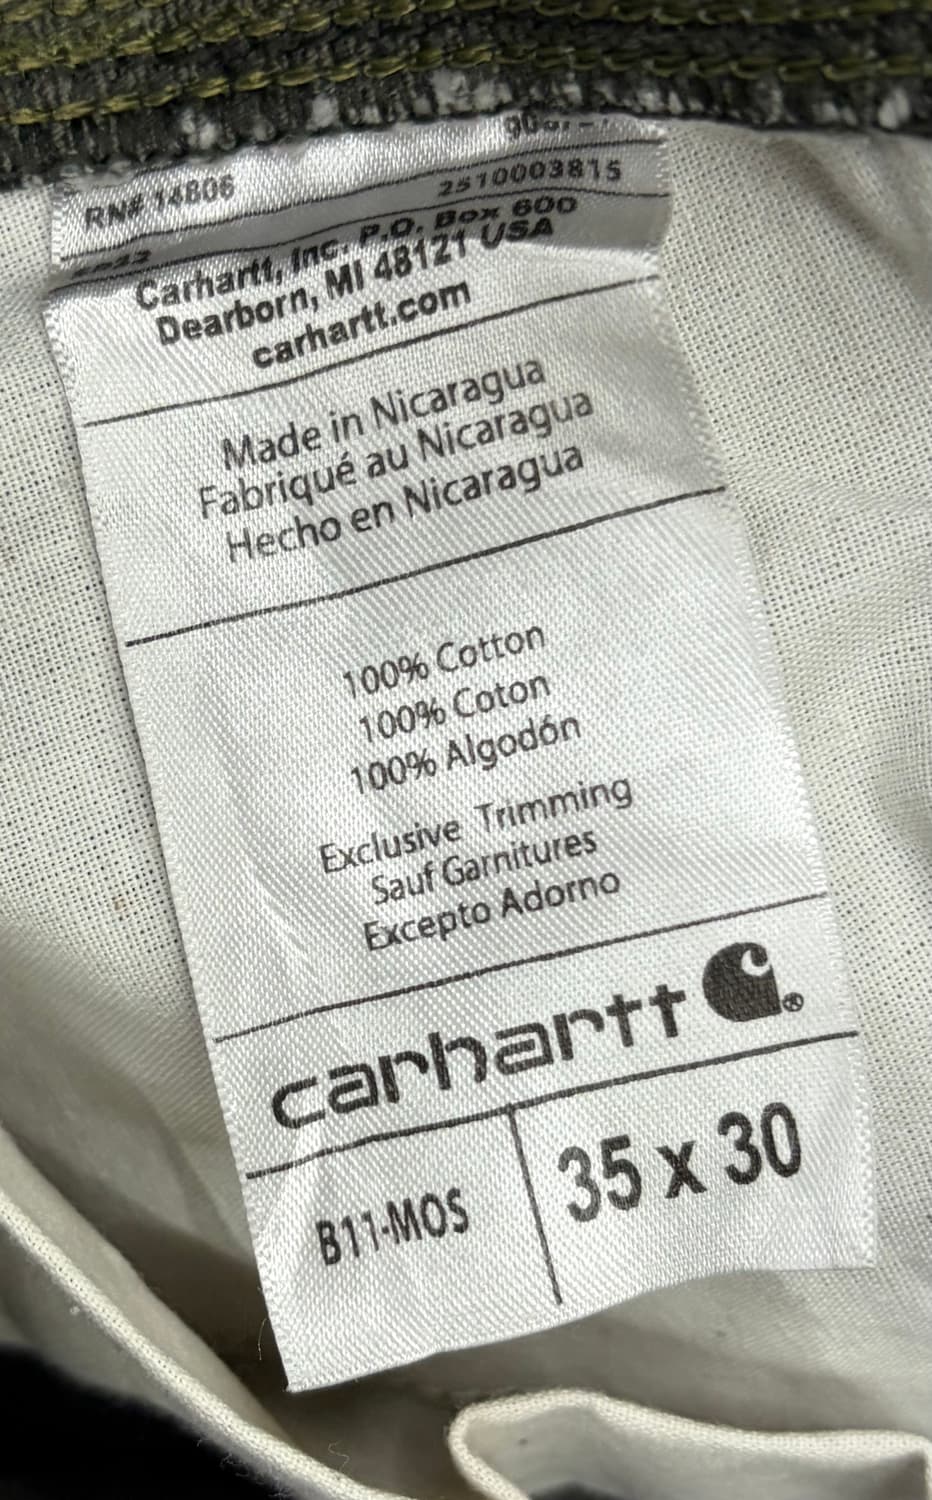 RN# 14806 2510003815
Carhartt, Inc. P.O. Box 600
Dearborn, MI 48121 USA
carhartt.com
Made in Nicaragua
Fabriqué au Nicaragua
Hecho en Nicaragua
100% Cotton
100% Coton
100% Algodón
Exclusive Trimming
Sauf Garnitures
Excepto Adorno
carhartt ®
B11-MOS 35 x 30